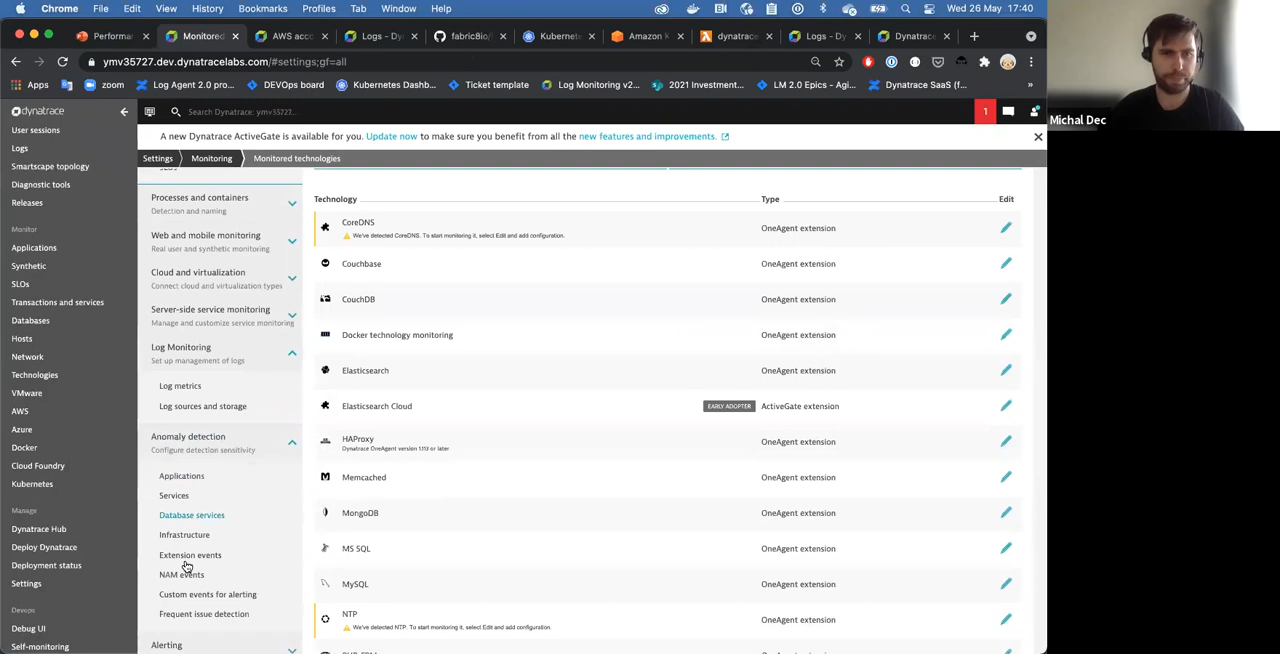 Chrome File Edit View History Bookmarks Profiles Tab Window Help Wed 26 May 17:40
Performa Monitored AWS acc Logs - Dy fabric8io/ Kubernete Amazon K dynatrace Logs - Dy Dynatrace
ymv35727.dev.dynatracelabs.com/#settings;gf=all
Apps zoom Log Agent 2.0 pro... DEVOps board Kubernetes Dashb... Ticket template Log Monitoring v2... 2021 Investment... LM 2.0 Epics - Agi... Dynatrace SaaS (f... »
dynatrace
Search Dynatrace: ymv35727...
1
Michal Dec
A new Dynatrace ActiveGate is available for you. Update now to make sure you benefit from all the new features and improvements.
Settings Monitoring Monitored technologies
User sessions
Logs
Smartscape topology
Diagnostic tools
Releases
Monitor
Applications
Synthetic
SLOs
Transactions and services
Databases
Hosts
Network
Technologies
VMware
AWS
Azure
Docker
Cloud Foundry
Kubernetes
Manage
Dynatrace Hub
Deploy Dynatrace
Deployment status
Settings
Devops
Debug UI
Self-monitoring
SLOs
Processes and containers
Detection and naming
Web and mobile monitoring
Real user and synthetic monitoring
Cloud and virtualization
Connect cloud and virtualization types
Server-side service monitoring
Manage and customize service monitoring
Log Monitoring
Set up management of logs
Log metrics
Log sources and storage
Anomaly detection
Configure detection sensitivity
Applications
Services
Database services
Infrastructure
Extension events
NAM events
Custom events for alerting
Frequent issue detection
Alerting
Technology Type Edit
CoreDNS OneAgent extension
We've detected CoreDNS. To start monitoring it, select Edit and add configuration.
Couchbase OneAgent extension
CouchDB OneAgent extension
Docker technology monitoring OneAgent extension
Elasticsearch OneAgent extension
Elasticsearch Cloud EARLY ADOPTER ActiveGate extension
HAProxy OneAgent extension
Dynatrace OneAgent version 1.113 or later
Memcached OneAgent extension
MongoDB OneAgent extension
MS SQL OneAgent extension
MySQL OneAgent extension
NTP OneAgent extension
We've detected NTP. To start monitoring it, select Edit and add configuration.